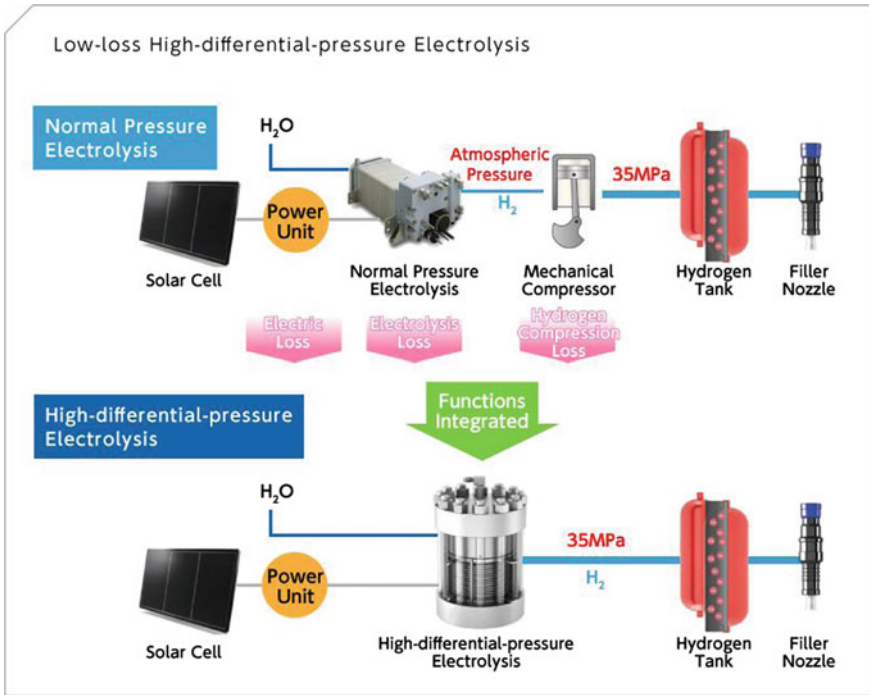 Low-loss High-differential-pressure Electrolysis
Normal Pressure
Electrolysis
H₂O
Atmospheric
Pressure
H₂
35MPa
Power
Unit
Solar Cell
Normal Pressure
Electrolysis
Mechanical
Compressor
Hydrogen
Tank
Filler
Nozzle
Electric
Loss
Electrolysis
Loss
Hydrogen
Compression
Loss
Functions
Integrated
High-differential-pressure
Electrolysis
H₂O
35MPa
H₂
Power
Unit
Solar Cell
High-differential-pressure
Electrolysis
Hydrogen
Tank
Filler
Nozzle